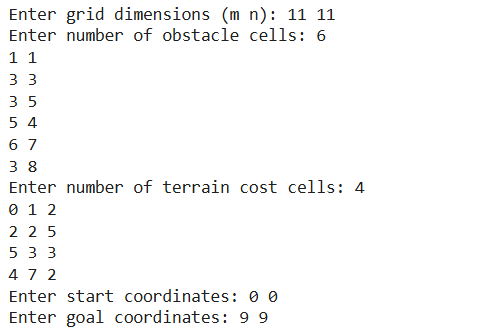 Enter grid dimensions (m n): 11 11
Enter number of obstacle cells: 6
1 1
3 3
3 5
5 4
6 7
3 8
Enter number of terrain cost cells: 4
0 1 2
2 2 5
5 3 3
4 7 2
Enter start coordinates: 0 0
Enter goal coordinates: 9 9